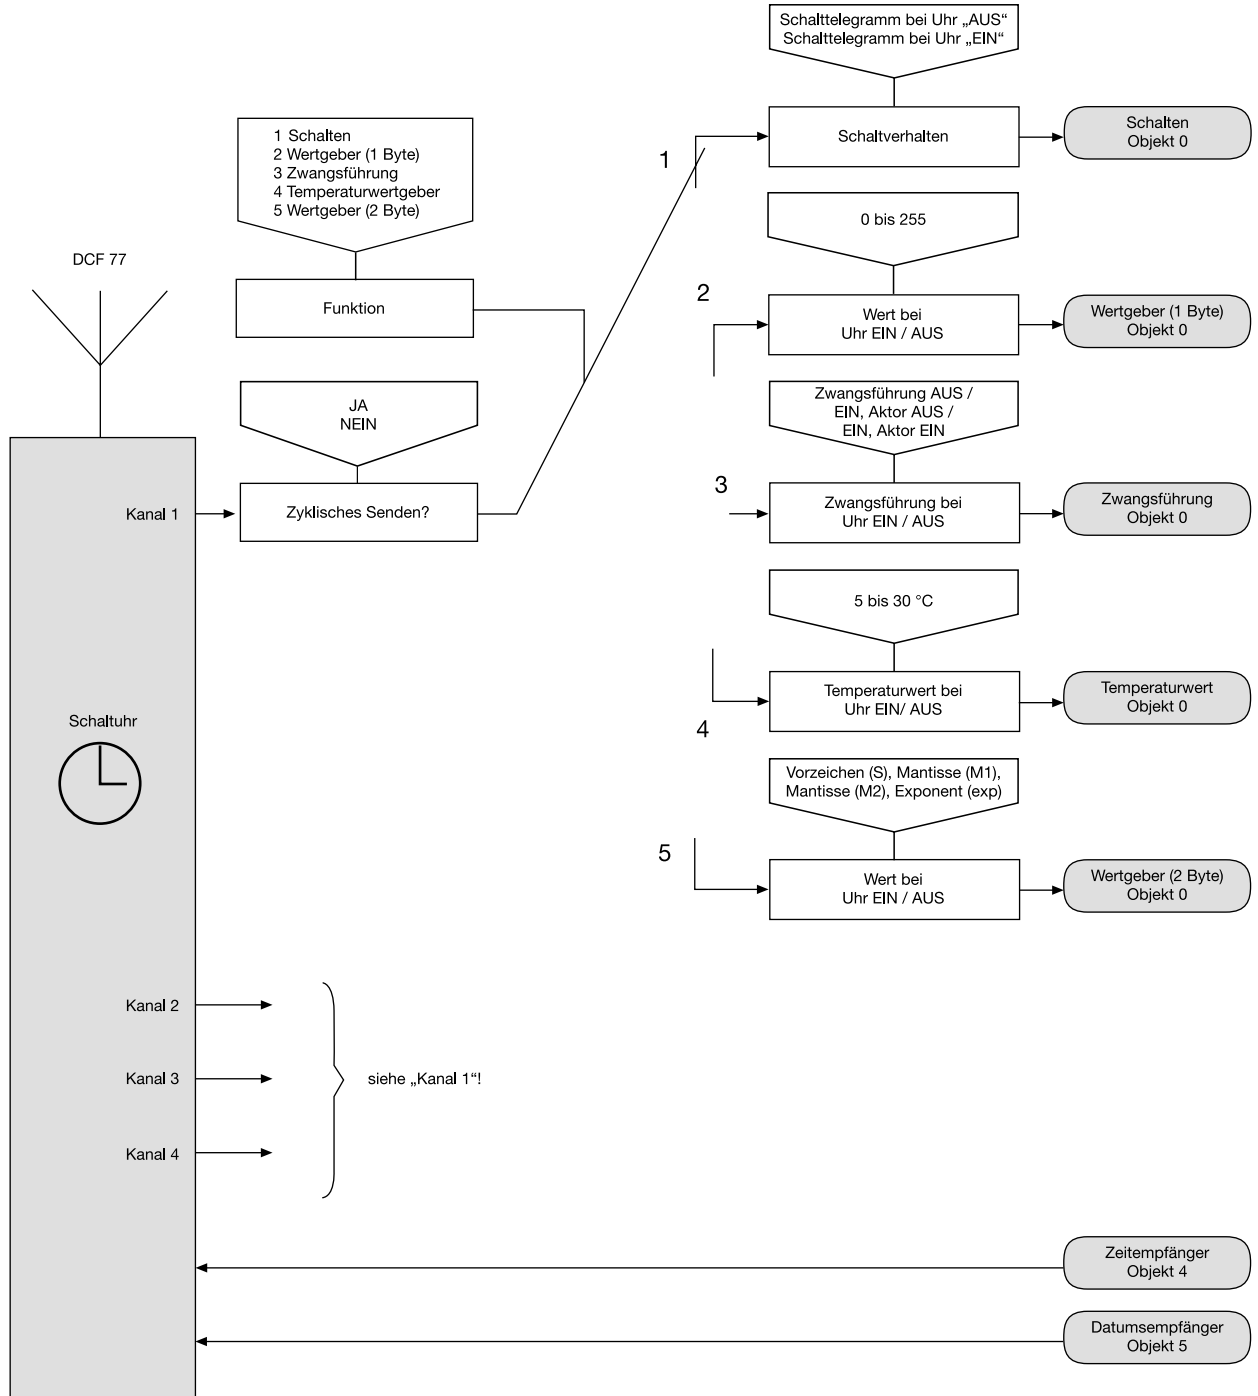 Schalttelegramm bei Uhr „AUS“
Schalttelegramm bei Uhr „EIN“
Schaltverhalten
Schalten
Objekt 0
1
1 Schalten
2 Wertgeber (1 Byte)
3 Zwangsführung
4 Temperaturwertgeber
5 Wertgeber (2 Byte)
Funktion
DCF 77
0 bis 255
2
Wert bei
Uhr EIN / AUS
Wertgeber (1 Byte)
Objekt 0
JA
NEIN
Zwangsführung AUS /
EIN, Aktor AUS /
EIN, Aktor EIN
Kanal 1
Zyklisches Senden?
3
Zwangsführung bei
Uhr EIN / AUS
Zwangsführung
Objekt 0
5 bis 30 °C
Schaltuhr
4
Temperaturwert bei
Uhr EIN/ AUS
Temperaturwert
Objekt 0
Vorzeichen (S), Mantisse (M1),
Mantisse (M2), Exponent (exp)
5
Wert bei
Uhr EIN / AUS
Wertgeber (2 Byte)
Objekt 0
Kanal 2
Kanal 3
Kanal 4
siehe „Kanal 1“!
Zeitempfänger
Objekt 4
Datumsempfänger
Objekt 5